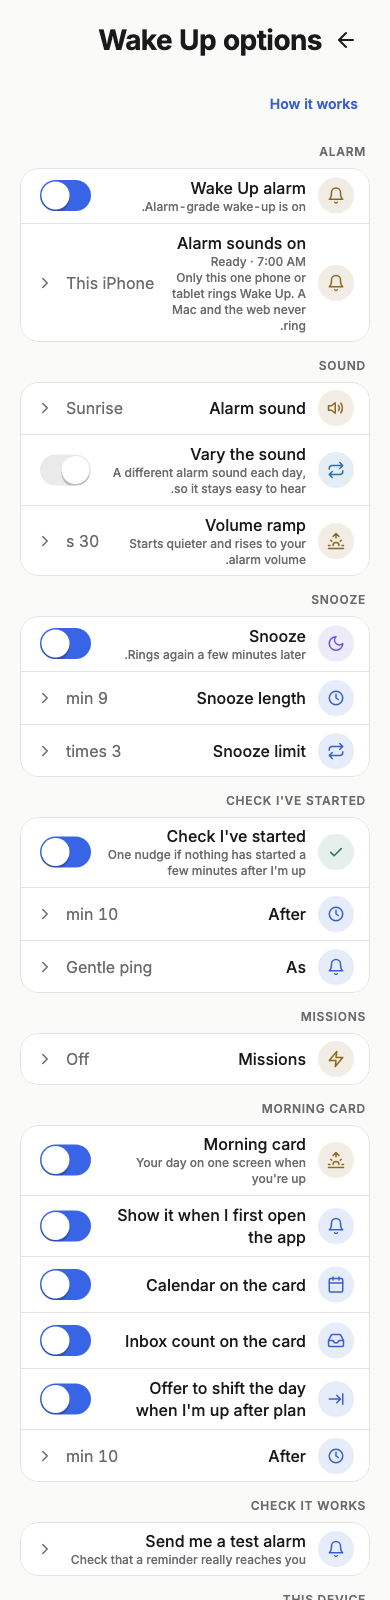 Wake Up options
How it works
ALARM
Wake Up alarm
.Alarm-grade wake-up is on
Alarm sounds on
Ready · 7:00 AM
Only this one phone or
tablet rings Wake Up. A
Mac and the web never
.ring
This iPhone
SOUND
Alarm sound
Sunrise
Vary the sound
A different alarm sound each day,
.so it stays easy to hear
Volume ramp
Starts quieter and rises to your
.alarm volume
s 30
SNOOZE
Snooze
.Rings again a few minutes later
Snooze length
min 9
Snooze limit
times 3
CHECK I'VE STARTED
Check I've started
One nudge if nothing has started a
few minutes after I'm up
After
min 10
As
Gentle ping
MISSIONS
Missions
Off
MORNING CARD
Morning card
Your day on one screen when
you're up
Show it when I first open
the app
Calendar on the card
Inbox count on the card
Offer to shift the day
when I'm up after plan
After
min 10
CHECK IT WORKS
Send me a test alarm
Check that a reminder really reaches you
THIS DEVICE